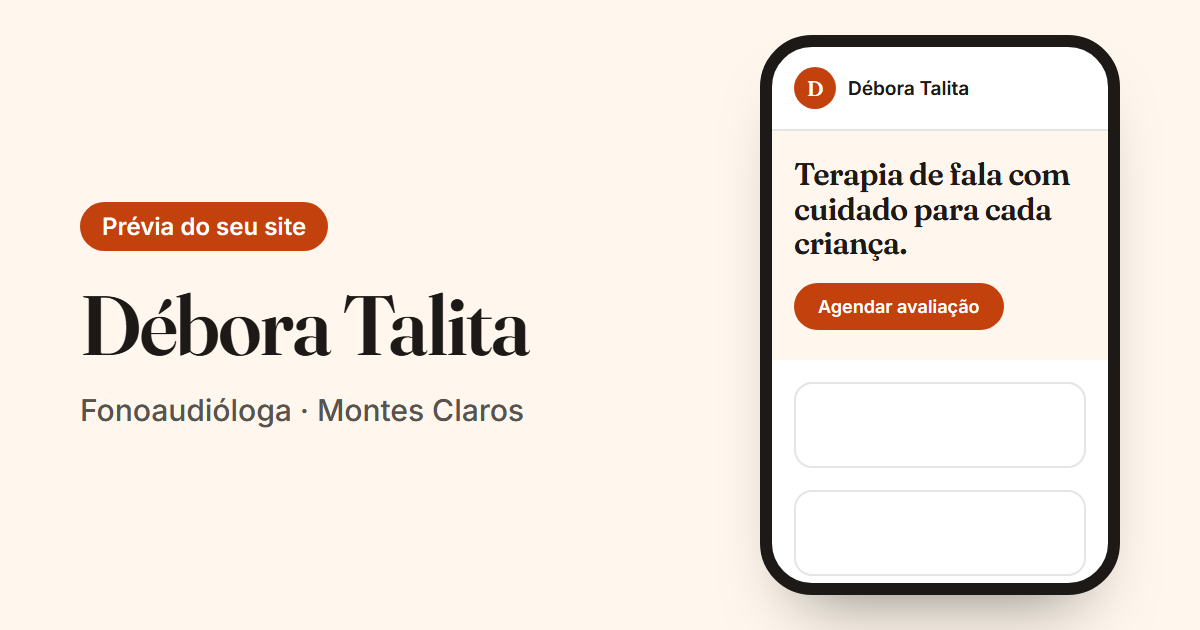 Prévia do seu site
Débora Talita
Fonoaudióloga · Montes Claros
D
Débora Talita
Terapia de fala com
cuidado para cada
criança.
Agendar avaliação